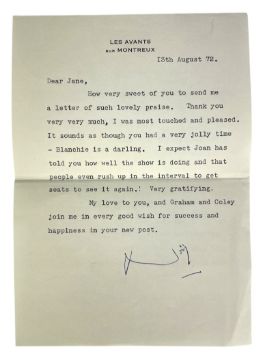 LES AVANTS
SUR MONTREUX
13th August 72.
Dear Jane,
How very sweet of you to send me
a letter of such lovely praise.  Thank you
very very much, I was most touched and pleased.
It sounds as though you had a very jolly time
- Blanchie is a darling.  I expect Joan has
told you how well the show is doing and that
people even rush up in the interval to get
seats to see it again.!  Very gratifying.
My love to you, and Graham and Coley
join me in every good wish for success and
happiness in your new post.